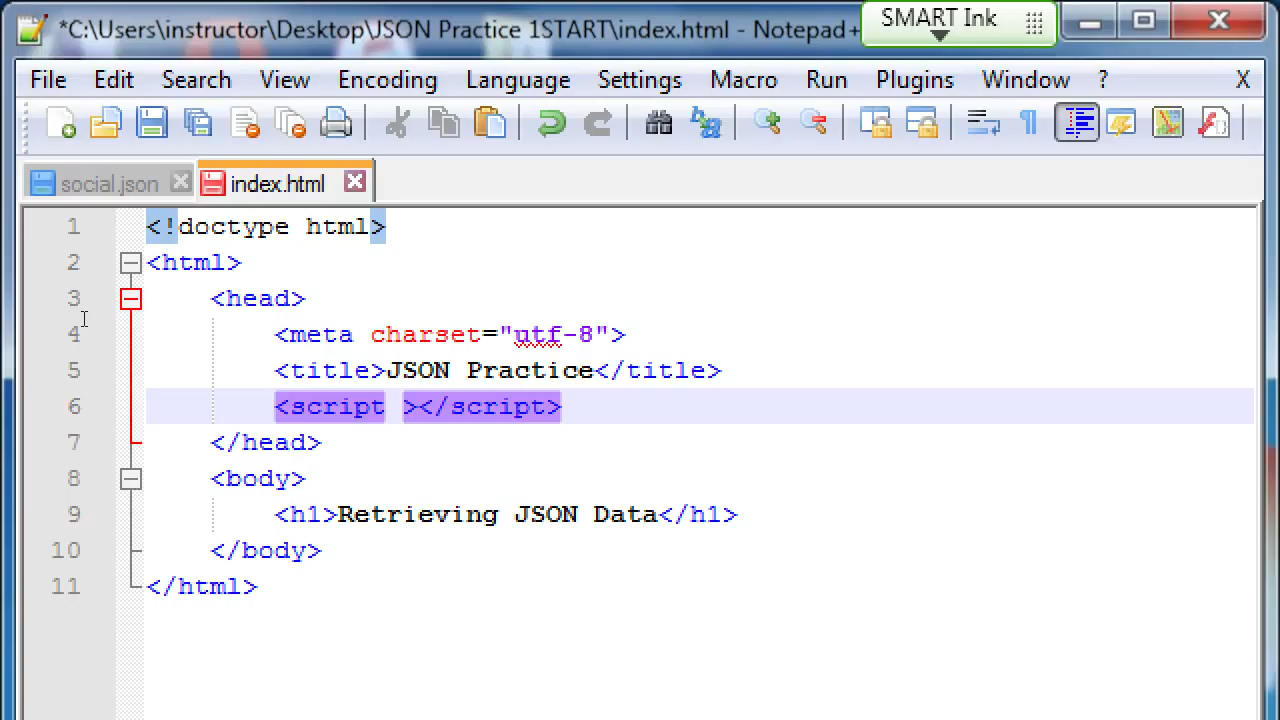 *C:\Users\instructor\Desktop\JSON Practice 1START\index.html - Notepad+
SMART Ink
File Edit Search View Encoding Language Settings Macro Run Plugins Window ? X
social.json index.html
1 <!doctype html>
2 <html>
3 <head>
4 <meta charset="utf-8">
5 <title>JSON Practice</title>
6 <script ></script>
7 </head>
8 <body>
9 <h1>Retrieving JSON Data</h1>
10 </body>
11 </html>